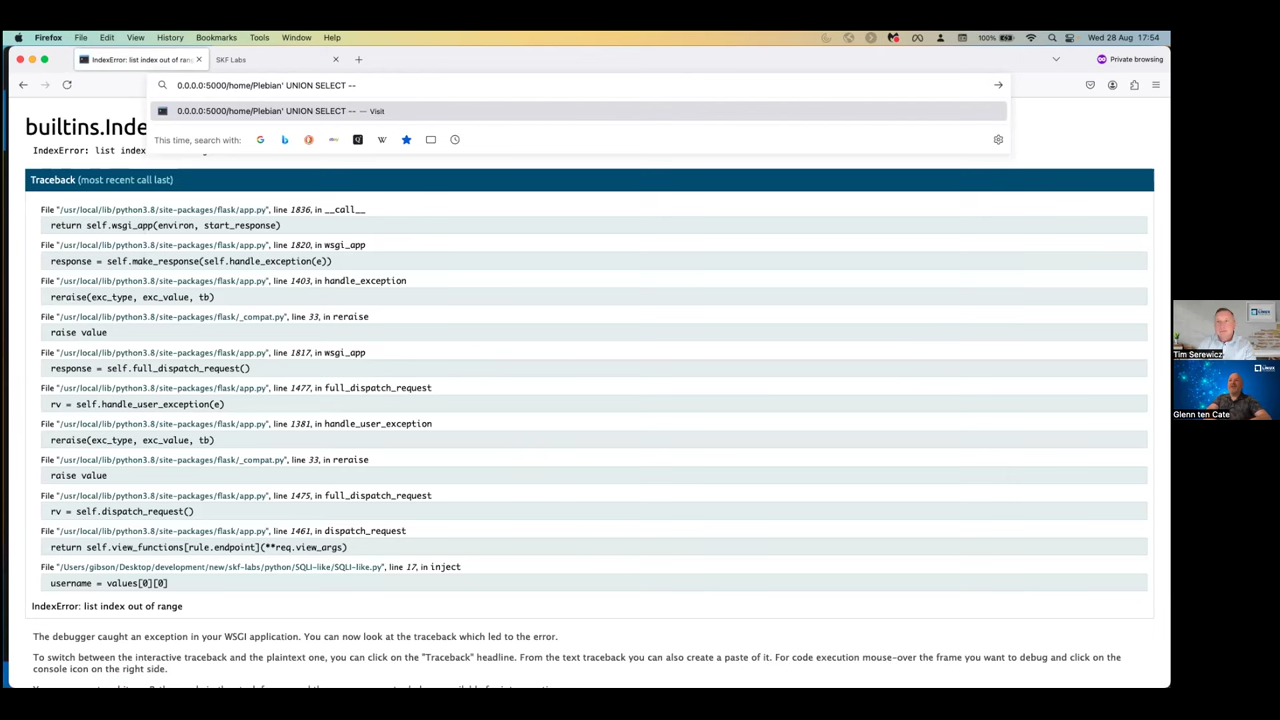 Firefox File Edit View History Bookmarks Tools Window Help 100% Wed 28 Aug 17:54
IndexError: list index out of rang SKF Labs Private browsing
0.0.0.0:5000/home/Plebian' UNION SELECT --
0.0.0.0:5000/home/Plebian' UNION SELECT -- — Visit
This time, search with:
builtins.Inde
IndexError: list index
Traceback (most recent call last)
File "/usr/local/lib/python3.8/site-packages/flask/app.py", line 1836, in __call__
return self.wsgi_app(environ, start_response)
File "/usr/local/lib/python3.8/site-packages/flask/app.py", line 1820, in wsgi_app
response = self.make_response(self.handle_exception(e))
File "/usr/local/lib/python3.8/site-packages/flask/app.py", line 1403, in handle_exception
reraise(exc_type, exc_value, tb)
File "/usr/local/lib/python3.8/site-packages/flask/_compat.py", line 33, in reraise
raise value
File "/usr/local/lib/python3.8/site-packages/flask/app.py", line 1817, in wsgi_app
response = self.full_dispatch_request()
File "/usr/local/lib/python3.8/site-packages/flask/app.py", line 1477, in full_dispatch_request
rv = self.handle_user_exception(e)
File "/usr/local/lib/python3.8/site-packages/flask/app.py", line 1381, in handle_user_exception
reraise(exc_type, exc_value, tb)
File "/usr/local/lib/python3.8/site-packages/flask/_compat.py", line 33, in reraise
raise value
File "/usr/local/lib/python3.8/site-packages/flask/app.py", line 1475, in full_dispatch_request
rv = self.dispatch_request()
File "/usr/local/lib/python3.8/site-packages/flask/app.py", line 1461, in dispatch_request
return self.view_functions[rule.endpoint](**req.view_args)
File "/Users/gibson/Desktop/development/new/skf-labs/python/SQLI-like/SQLI-like.py", line 17, in inject
username = values[0][0]
IndexError: list index out of range
The debugger caught an exception in your WSGI application. You can now look at the traceback which led to the error.
To switch between the interactive traceback and the plaintext one, you can click on the "Traceback" headline. From the text traceback you can also create a paste of it. For code execution mouse-over the frame you want to debug and click on the
console icon on the right side.
Tim Serewicz
Glenn ten Cate